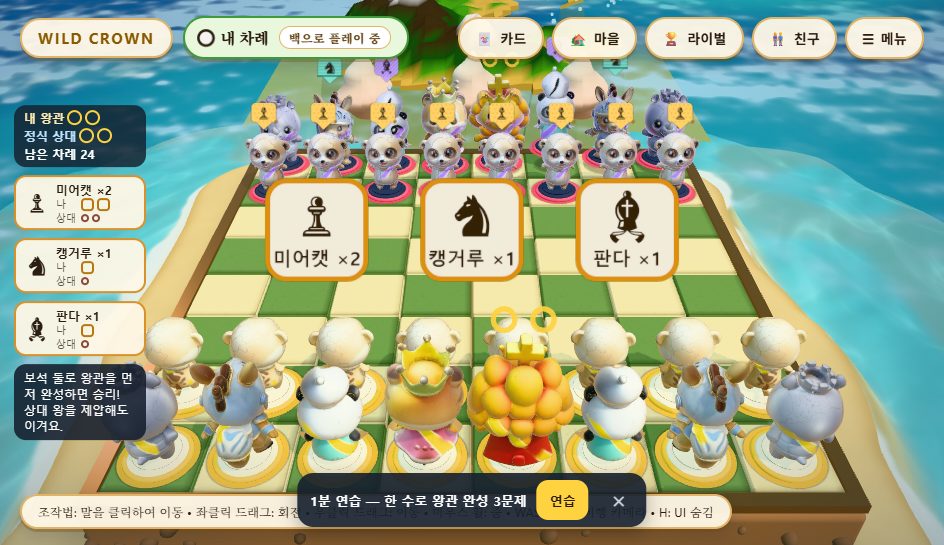 WILD CROWN
내 차례
백으로 플레이 중
카드
마을
라이벌
친구
☰ 메뉴
내 왕관
정식 상대
남은 차례 24
미어캣 ×2
나
상대
캥거루 ×1
나
상대
판다 ×1
나
상대
보석 둘로 왕관을 먼
저 완성하면 승리!
상대 왕을 제압해도
이겨요.
미어캣 ×2
캥거루 ×1
판다 ×1
1분 연습 — 한 수로 왕관 완성 3문제
연습
✕
조작법: 말을 클릭하여 이동 • 좌클릭 드래그: 회전
• H: UI 숨김